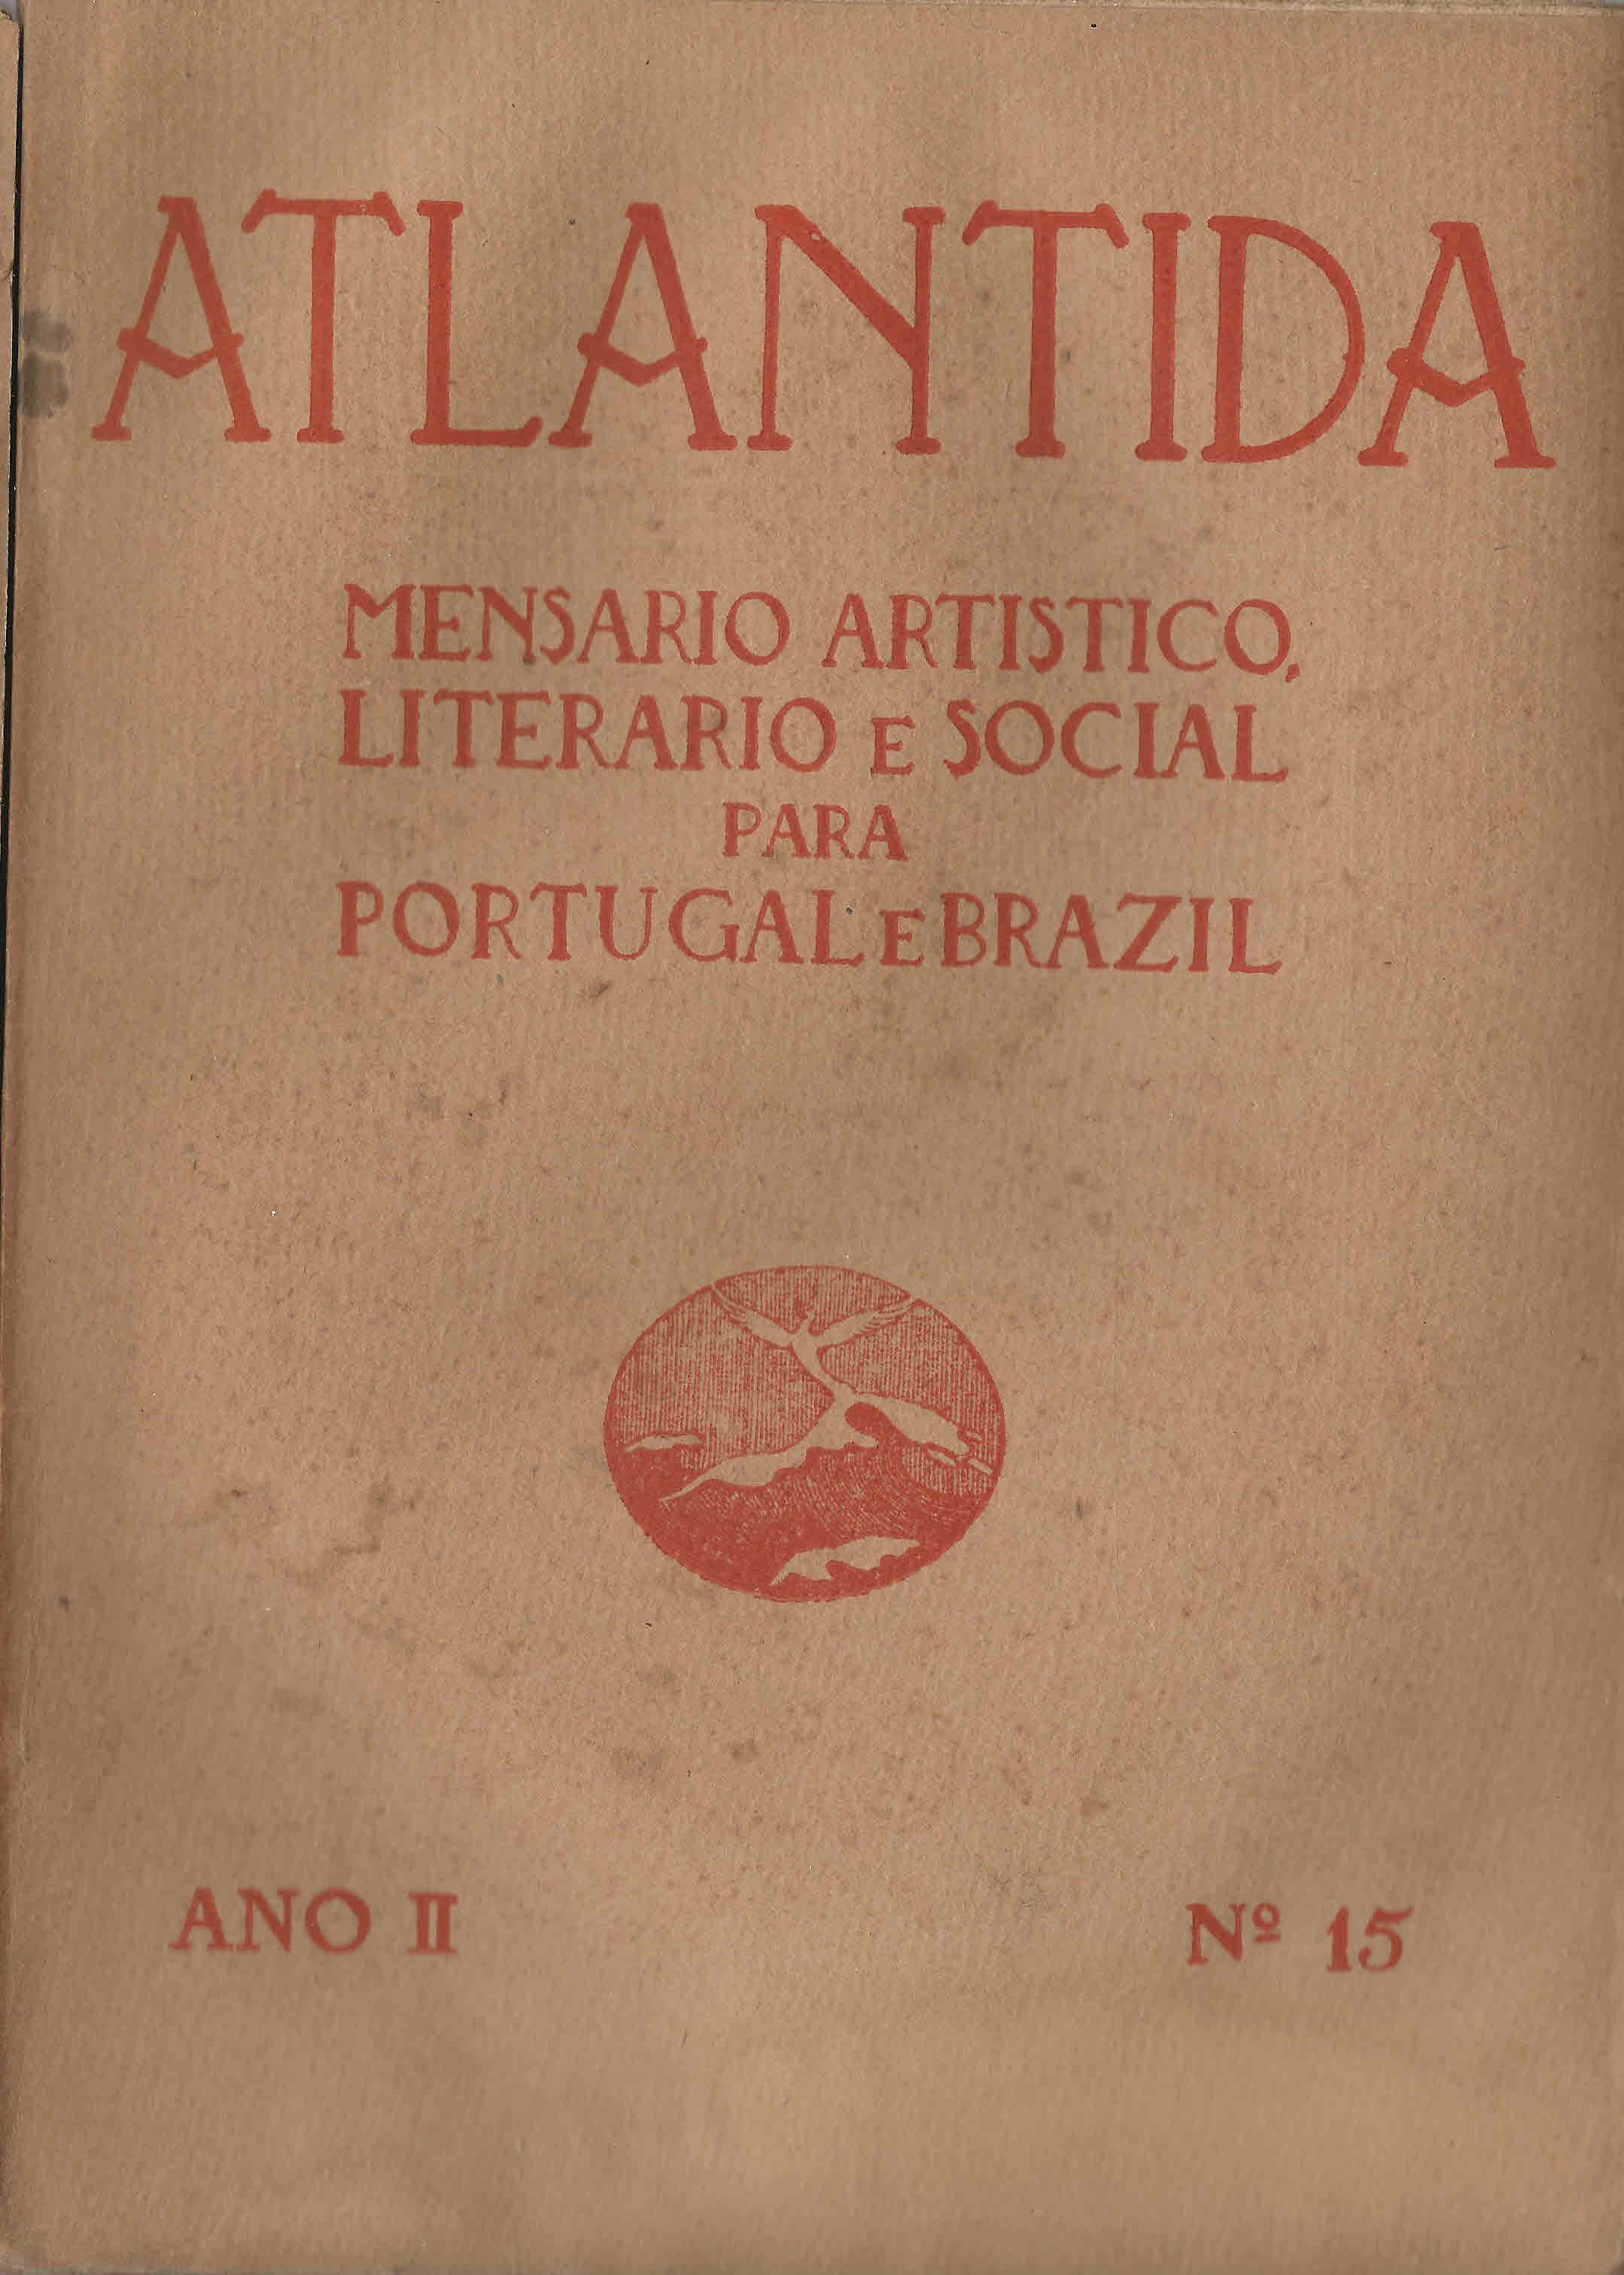 ATLANTIDA
MENSARIO ARTISTICO,
LITERARIO E SOCIAL
PARA
PORTUGAL E BRAZIL
ANO II
Nº 15